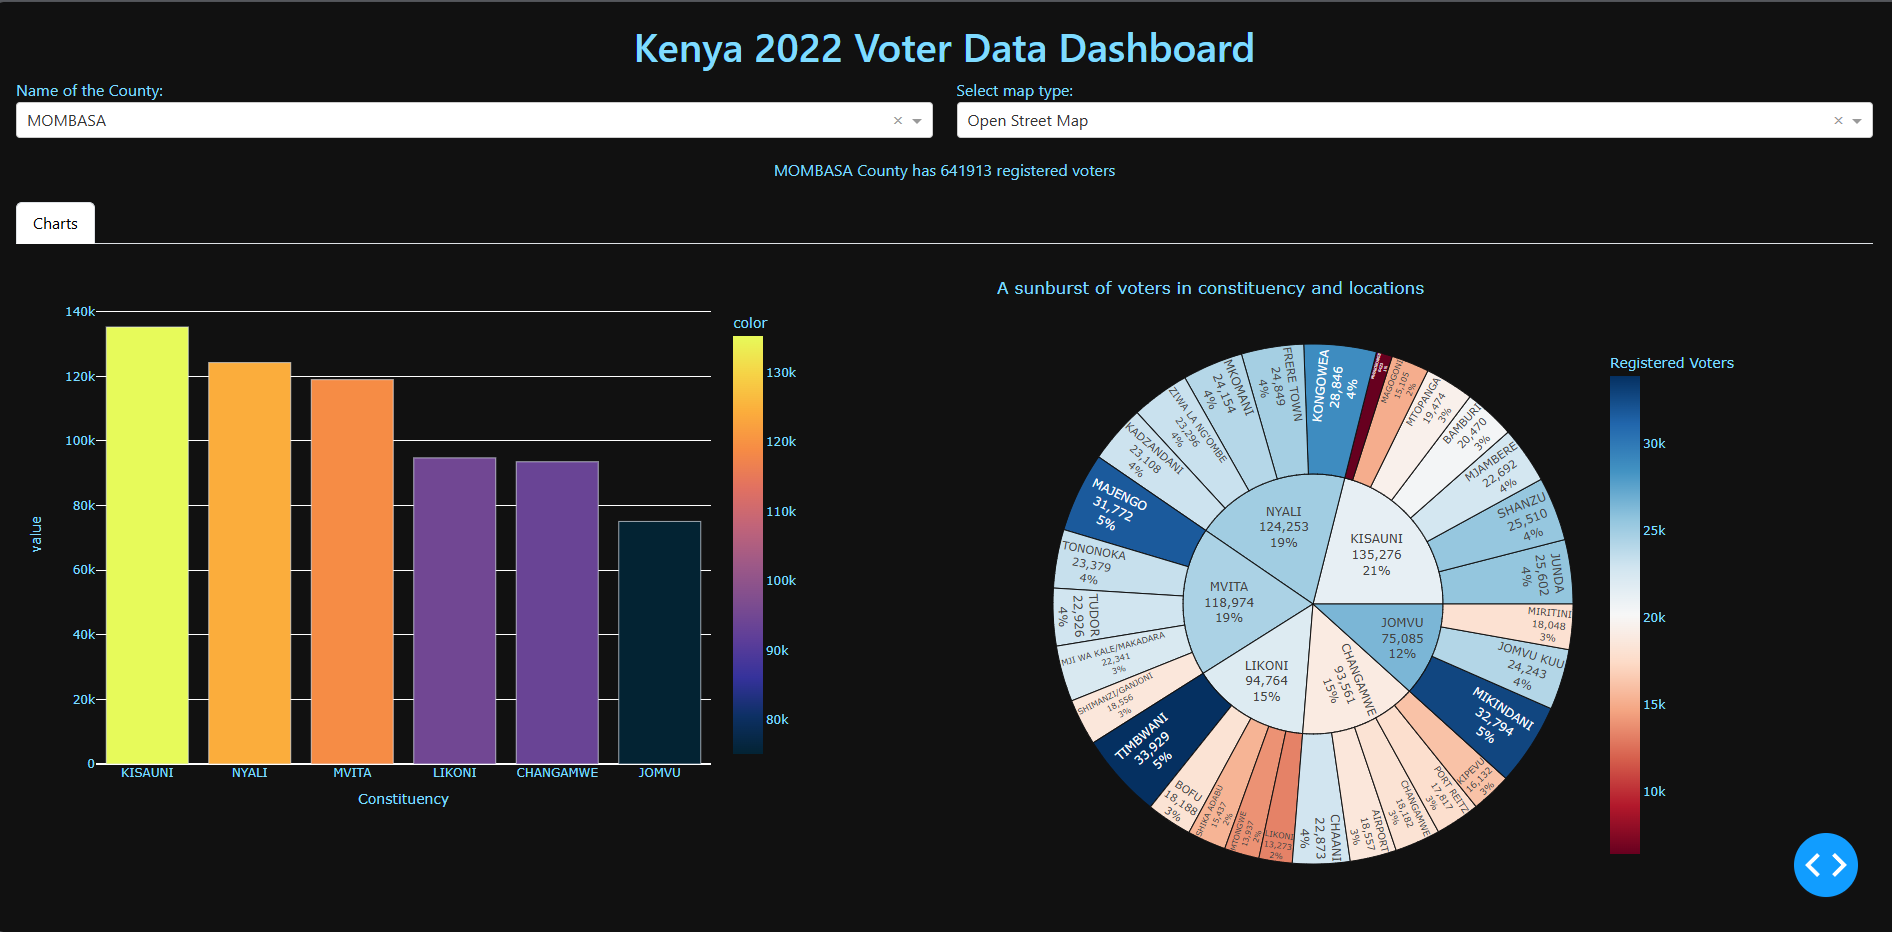 Kenya 2022 Voter Data Dashboard
Name of the County:
MOMBASA
Select map type:
Open Street Map
MOMBASA County has 641913 registered voters
Charts
140k
120k
100k
80k
60k
40k
20k
0
value
KISAUNI
NYALI
MVITA
LIKONI
CHANGAMWE
JOMVU
Constituency
color
130k
120k
110k
100k
90k
80k
A sunburst of voters in constituency and locations
KISAUNI
135,276
21%
NYALI
124,253
19%
MVITA
118,974
19%
LIKONI
94,764
15%
CHANGAMWE
93,561
15%
JOMVU
75,085
12%
JUNDA
25,602
4%
SHANZU
25,510
4%
MJAMBERE
22,692
4%
BAMBURI
20,470
3%
MTOPANGA
19,474
3%
MAGOGONI
15,105
2%
KONGOWEA
28,846
4%
FRERE TOWN
24,849
4%
MKOMANI
24,154
4%
ZIWA LA NG'OMBE
23,296
4%
KADZANDANI
23,108
4%
MAJENGO
31,772
5%
TONONOKA
23,379
4%
TUDOR
22,926
4%
MJI WA KALE/MAKADARA
22,341
3%
SHIMANZI/GANJONI
18,556
3%
TIMBWANI
33,929
5%
BOFU
18,188
3%
SHIKA ADABU
15,437
2%
MTONGWE
13,937
2%
LIKONI
13,273
2%
CHAANI
22,873
4%
AIRPORT
18,557
3%
CHANGAMWE
18,182
3%
PORT REITZ
17,817
3%
KIPEVU
16,132
3%
MIKINDANI
32,794
5%
JOMVU KUU
24,243
4%
MIRITINI
18,048
3%
Registered Voters
30k
25k
20k
15k
10k